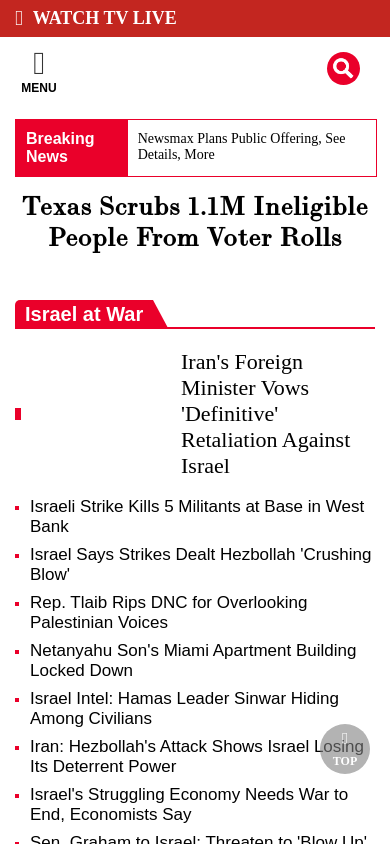 WATCH TV LIVE
MENU
Breaking
News
Newsmax Plans Public Offering, See
Details, More
Texas Scrubs 1.1M Ineligible
People From Voter Rolls
Israel at War
Iran's Foreign
Minister Vows
'Definitive'
Retaliation Against
Israel
Israeli Strike Kills 5 Militants at Base in West
Bank
Israel Says Strikes Dealt Hezbollah 'Crushing
Blow'
Rep. Tlaib Rips DNC for Overlooking
Palestinian Voices
Netanyahu Son's Miami Apartment Building
Locked Down
Israel Intel: Hamas Leader Sinwar Hiding
Among Civilians
Iran: Hezbollah's Attack Shows Israel Losing
Its Deterrent Power
TOP
Israel's Struggling Economy Needs War to
End, Economists Say
Sen. Graham to Israel: Threaten to 'Blow Up'